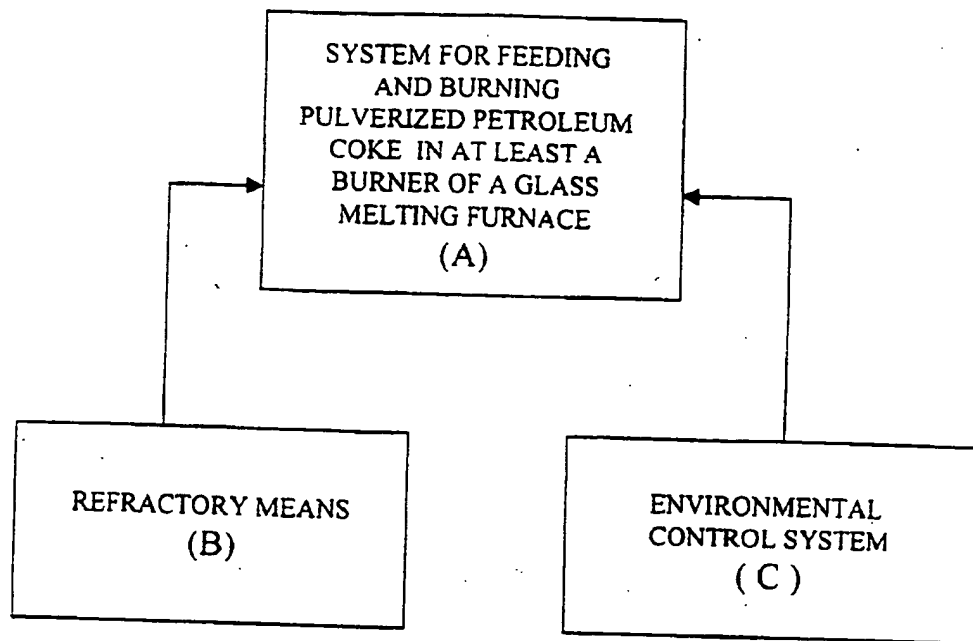 SYSTEM FOR FEEDING
AND BURNING
PULVERIZED PETROLEUM
COKE IN AT LEAST A
BURNER OF A GLASS
MELTING FURNACE
(A)
REFRACTORY MEANS
(B)
ENVIRONMENTAL
CONTROL SYSTEM
( C )